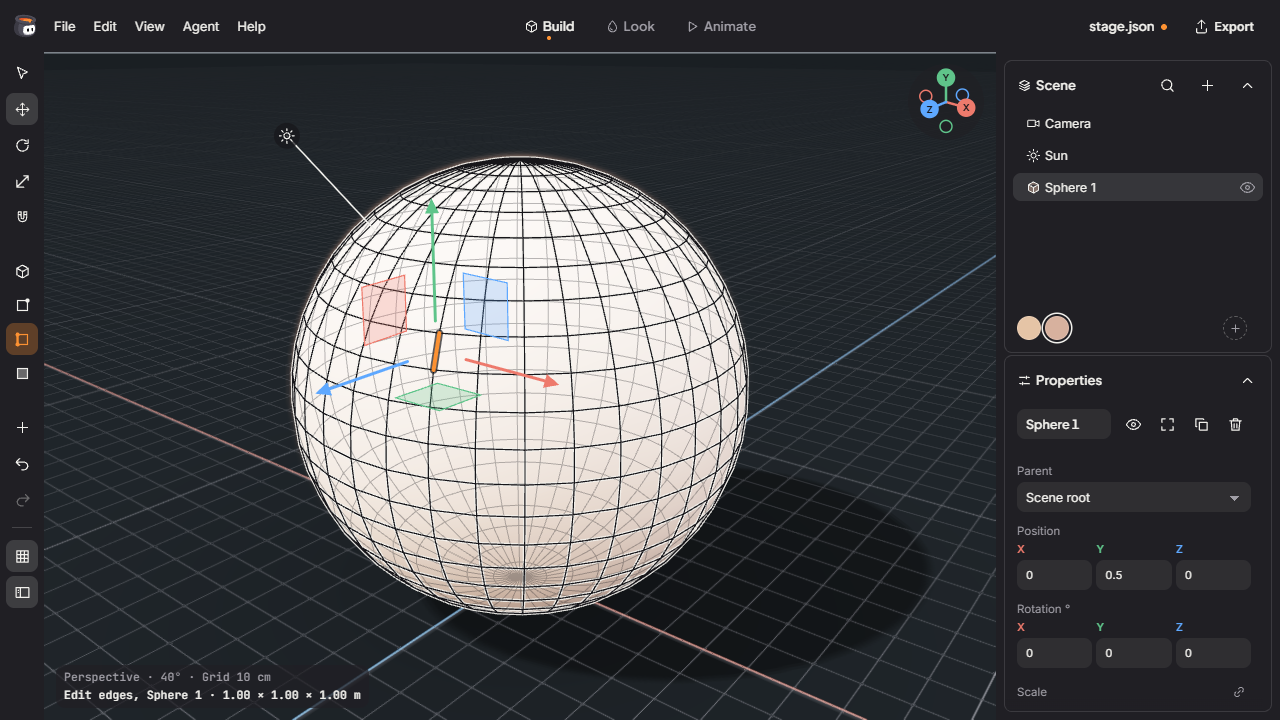 File Edit View Agent Help
Build Look Animate
stage.json Export
Y
Z X
Scene
Camera
Sun
Sphere 1
Properties
Sphere 1
Parent
Scene root
Position
X Y Z
0 0.5 0
Rotation °
X Y Z
0 0 0
Scale
Perspective · 40° · Grid 10 cm
Edit edges, Sphere 1 · 1.00 × 1.00 × 1.00 m